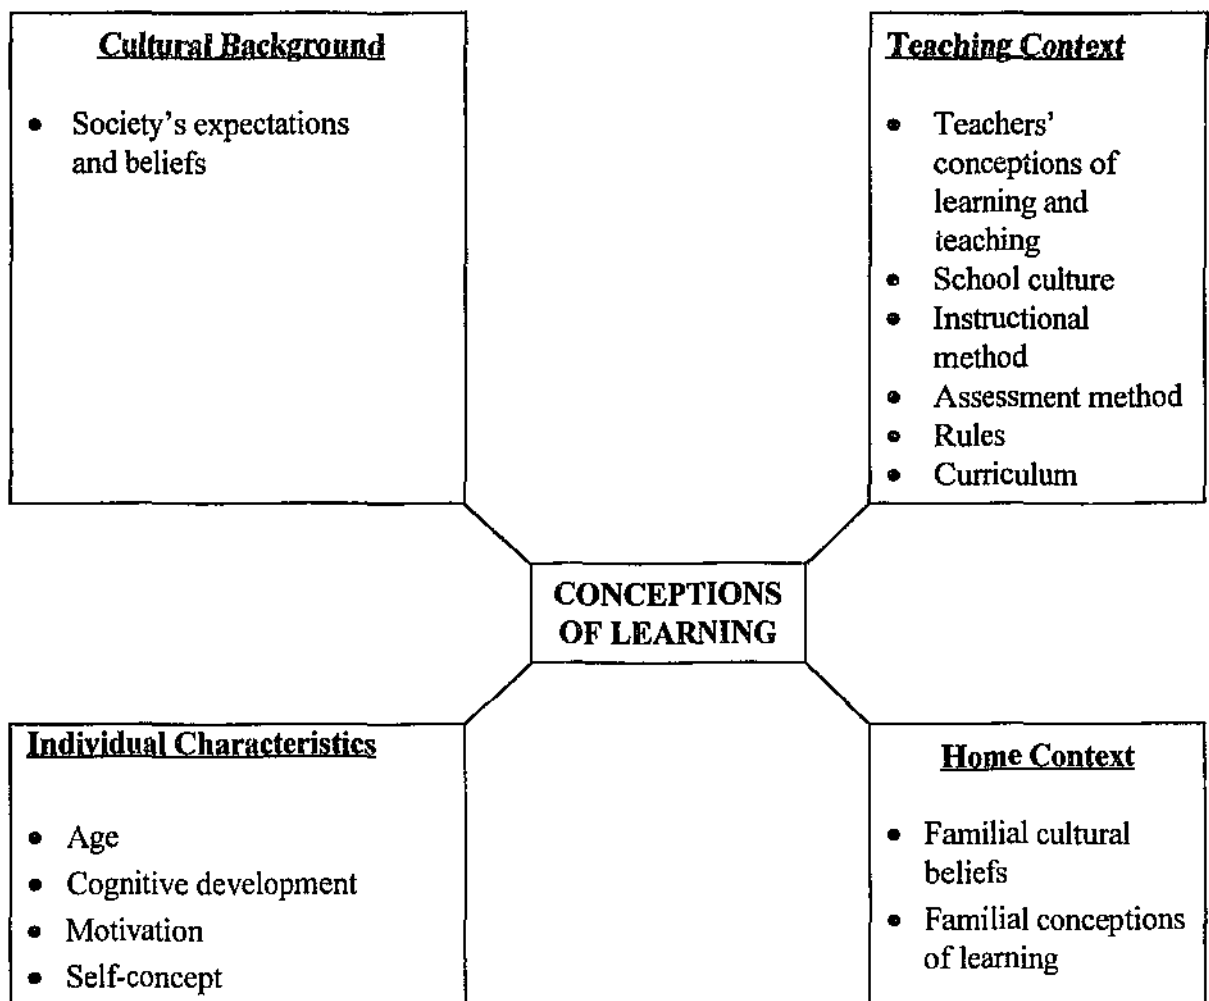 Cultural Background
• Society's expectations
and beliefs
Teaching Context
• Teachers'
conceptions of
learning and
teaching
• School culture
• Instructional
method
• Assessment method
• Rules
• Curriculum
CONCEPTIONS
OF LEARNING
Individual Characteristics
• Age
• Cognitive development
• Motivation
• Self-concept
Home Context
• Familial cultural
beliefs
• Familial conceptions
of learning